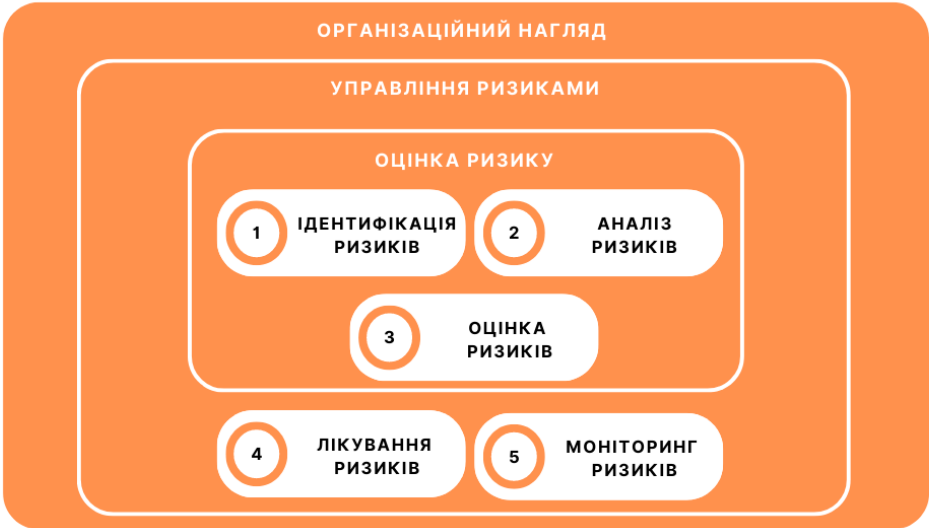 ОРГАНІЗАЦІЙНИЙ НАГЛЯД
УПРАВЛІННЯ РИЗИКАМИ
ОЦІНКА РИЗИКУ
1
ІДЕНТИФІКАЦІЯ
РИЗИКІВ
2
АНАЛІЗ
РИЗИКІВ
3
ОЦІНКА
РИЗИКІВ
4
ЛІКУВАННЯ
РИЗИКІВ
5
МОНІТОРИНГ
РИЗИКІВ